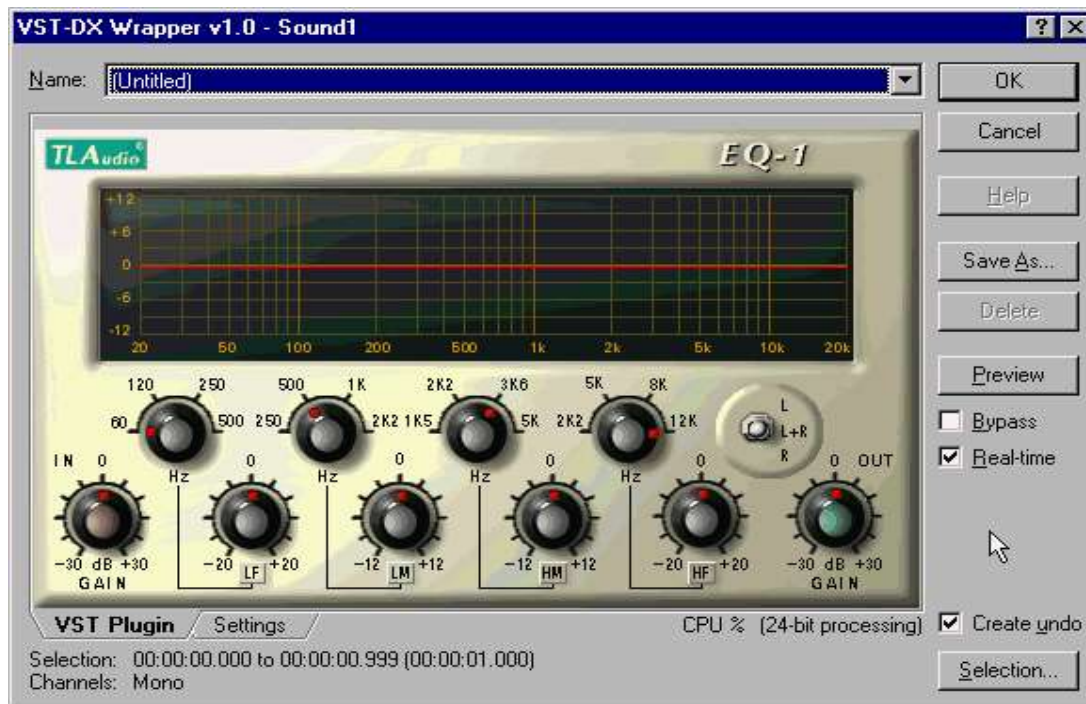 VST-DX Wrapper v1.0 - Sound1
Name: (Untitled)
OK
Cancel
Help
Save As...
Delete
Preview
Bypass
Real-time
Create undo
Selection...
TLAudio®
EQ-1
+12
+6
0
-6
-12
20 50 100 200 500 1k 2k 5k 10k 20k
120 250 500 1K 2K2 3K6 5K 8K
60 500 250 2K2 1K5 5K 2K2 12K
L
L+R
R
Hz Hz Hz Hz
IN 0 0 0 0 0 0 OUT
-30 dB +30 -20 LF +20 -12 LM +12 -12 HM +12 -20 HF +20 -30 dB +30
GAIN GAIN
VST Plugin Settings CPU % (24-bit processing)
Selection: 00:00:00.000 to 00:00:00.999 (00:00:01.000)
Channels: Mono